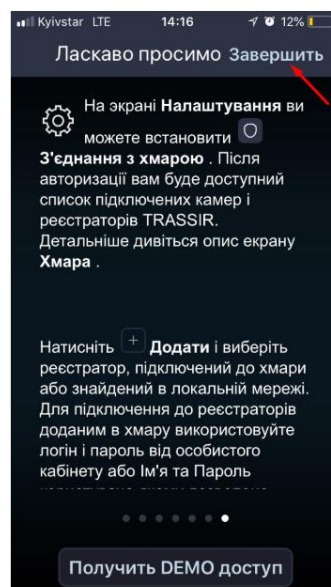 Kyivstar LTE 14:16 12%
Ласкаво просимо Завершить
На экрані Налаштування ви
можете встановити
З'єднання з хмарою . Після
авторизації вам буде доступний
список підключених камер і
реєстраторів TRASSIR.
Детальніше дивіться опис екрану
Хмара .
Натисніть + Додати і виберіть
реєстратор, підключений до хмари
або знайдений в локальній мережі.
Для підключення до реєстраторів
доданим в хмару використовуйте
логін і пароль від особистого
кабінету або Ім'я та Пароль
Получить DEMO доступ